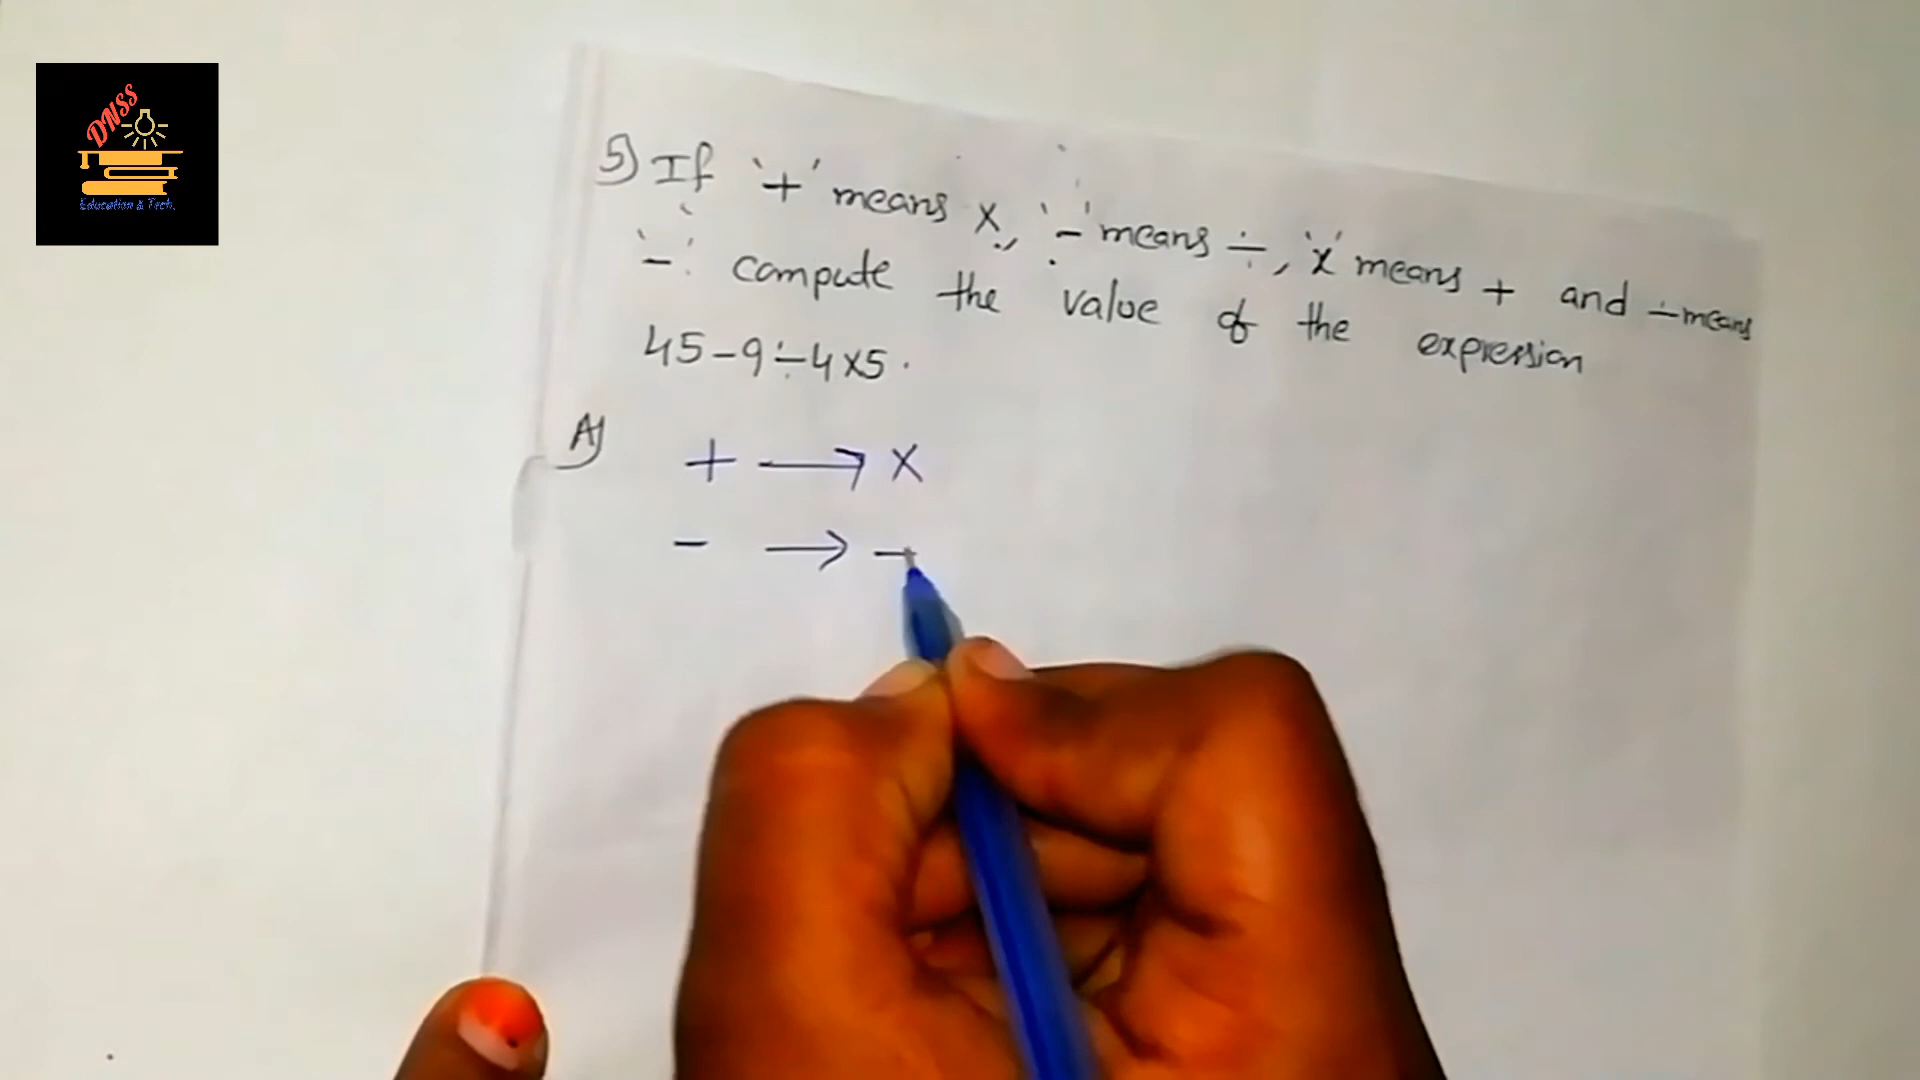 DNSS
Education & Tech.
5) If '+' means x, '-' means ÷, 'x' means + and ÷ means
'-' compute the value of the expression
45-9÷4x5.
A)
+ → x
- → -